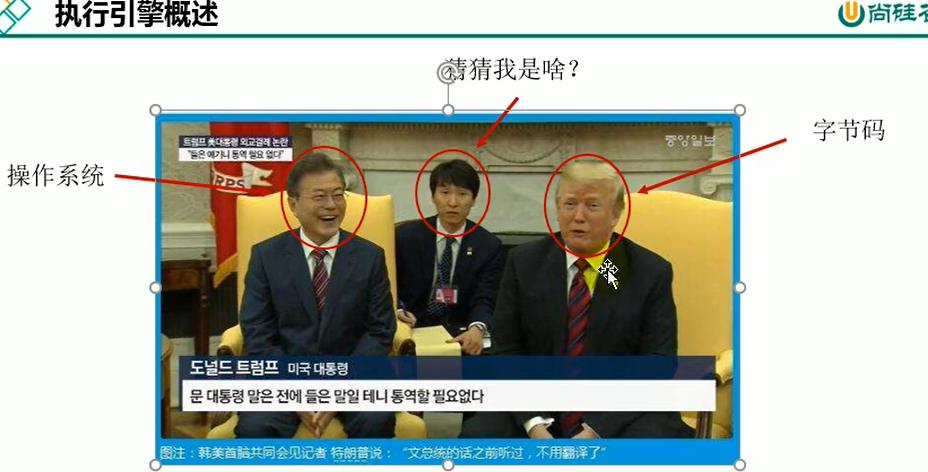 执行引擎概述
尚硅谷
猜猜我是啥？
字节码
操作系统
트럼프 美대통령 외교결례 논란
"들은 얘기니 통역 필요 없다"
중앙일보
RPS
도널드 트럼프 미국 대통령
문 대통령 말은 전에 들은 말일 테니 통역할 필요없다
图注：韩美首脑共同会见记者 特朗普说：“文总统的话之前听过，不用翻译了”